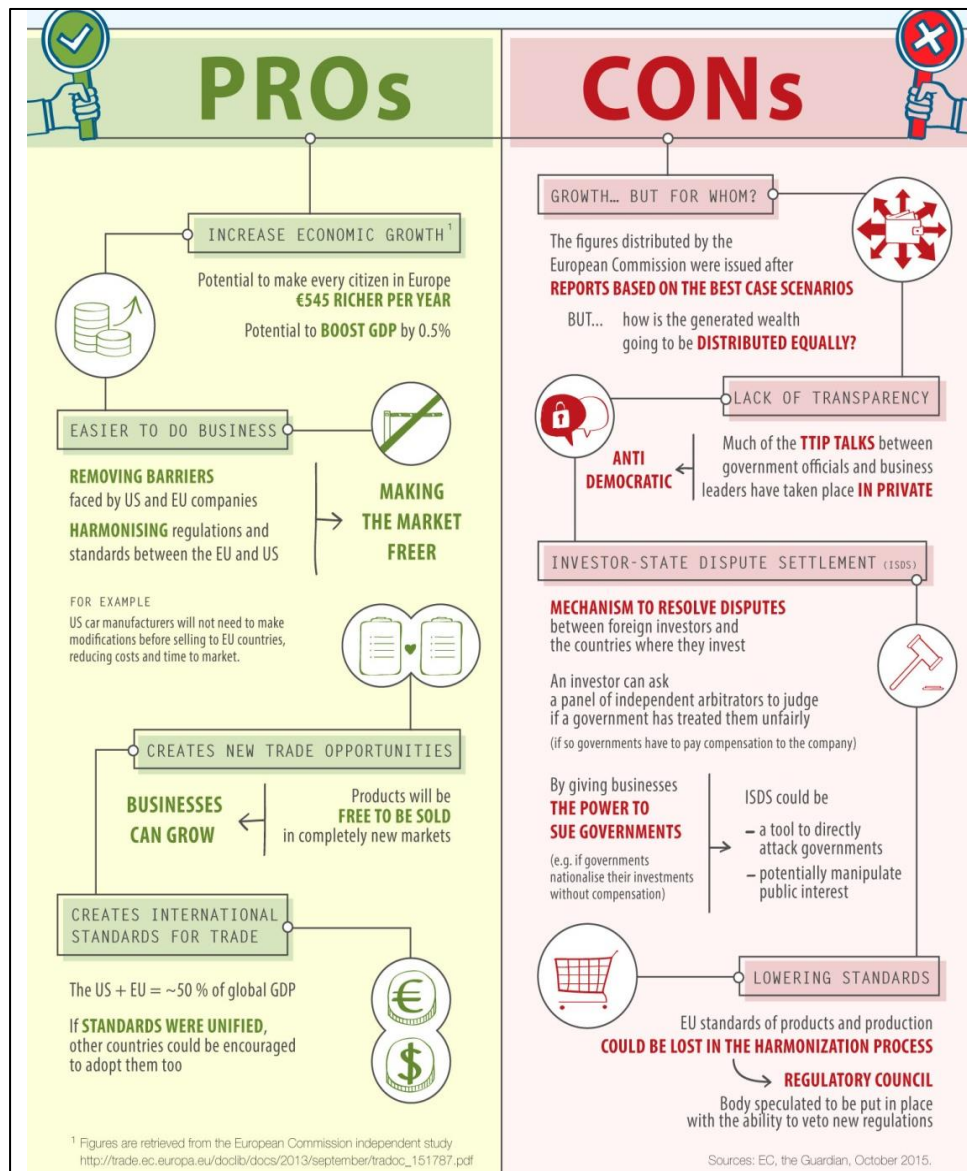 PROs
INCREASE ECONOMIC GROWTH 1
Potential to make every citizen in Europe
€545 RICHER PER YEAR
Potential to BOOST GDP by 0.5%
EASIER TO DO BUSINESS
REMOVING BARRIERS
faced by US and EU companies
HARMONISING regulations and
standards between the EU and US
MAKING
THE MARKET
FREER
FOR EXAMPLE
US car manufacturers will not need to make
modifications before selling to EU countries,
reducing costs and time to market.
CREATES NEW TRADE OPPORTUNITIES
BUSINESSES
CAN GROW
Products will be
FREE TO BE SOLD
in completely new markets
CREATES INTERNATIONAL
STANDARDS FOR TRADE
The US + EU = ~50 % of global GDP
If STANDARDS WERE UNIFIED,
other countries could be encouraged
to adopt them too
€
$
1 Figures are retrieved from the European Commission independent study
http://trade.ec.europa.eu/doclib/docs/2013/september/tradoc_151787.pdf
CONs
GROWTH... BUT FOR WHOM?
The figures distributed by the
European Commission were issued after
REPORTS BASED ON THE BEST CASE SCENARIOS
BUT... how is the generated wealth
going to be DISTRIBUTED EQUALLY?
LACK OF TRANSPARENCY
ANTI
DEMOCRATIC
Much of the TTIP TALKS between
government officials and business
leaders have taken place IN PRIVATE
INVESTOR-STATE DISPUTE SETTLEMENT (ISDS)
MECHANISM TO RESOLVE DISPUTES
between foreign investors and
the countries where they invest
An investor can ask
a panel of independent arbitrators to judge
if a government has treated them unfairly
(if so governments have to pay compensation to the company)
By giving businesses
THE POWER TO
SUE GOVERNMENTS
(e.g. if governments
nationalise their investments
without compensation)
ISDS could be
– a tool to directly
attack governments
– potentially manipulate
public interest
LOWERING STANDARDS
EU standards of products and production
COULD BE LOST IN THE HARMONIZATION PROCESS
REGULATORY COUNCIL
Body speculated to be put in place
with the ability to veto new regulations
Sources: EC, the Guardian, October 2015.